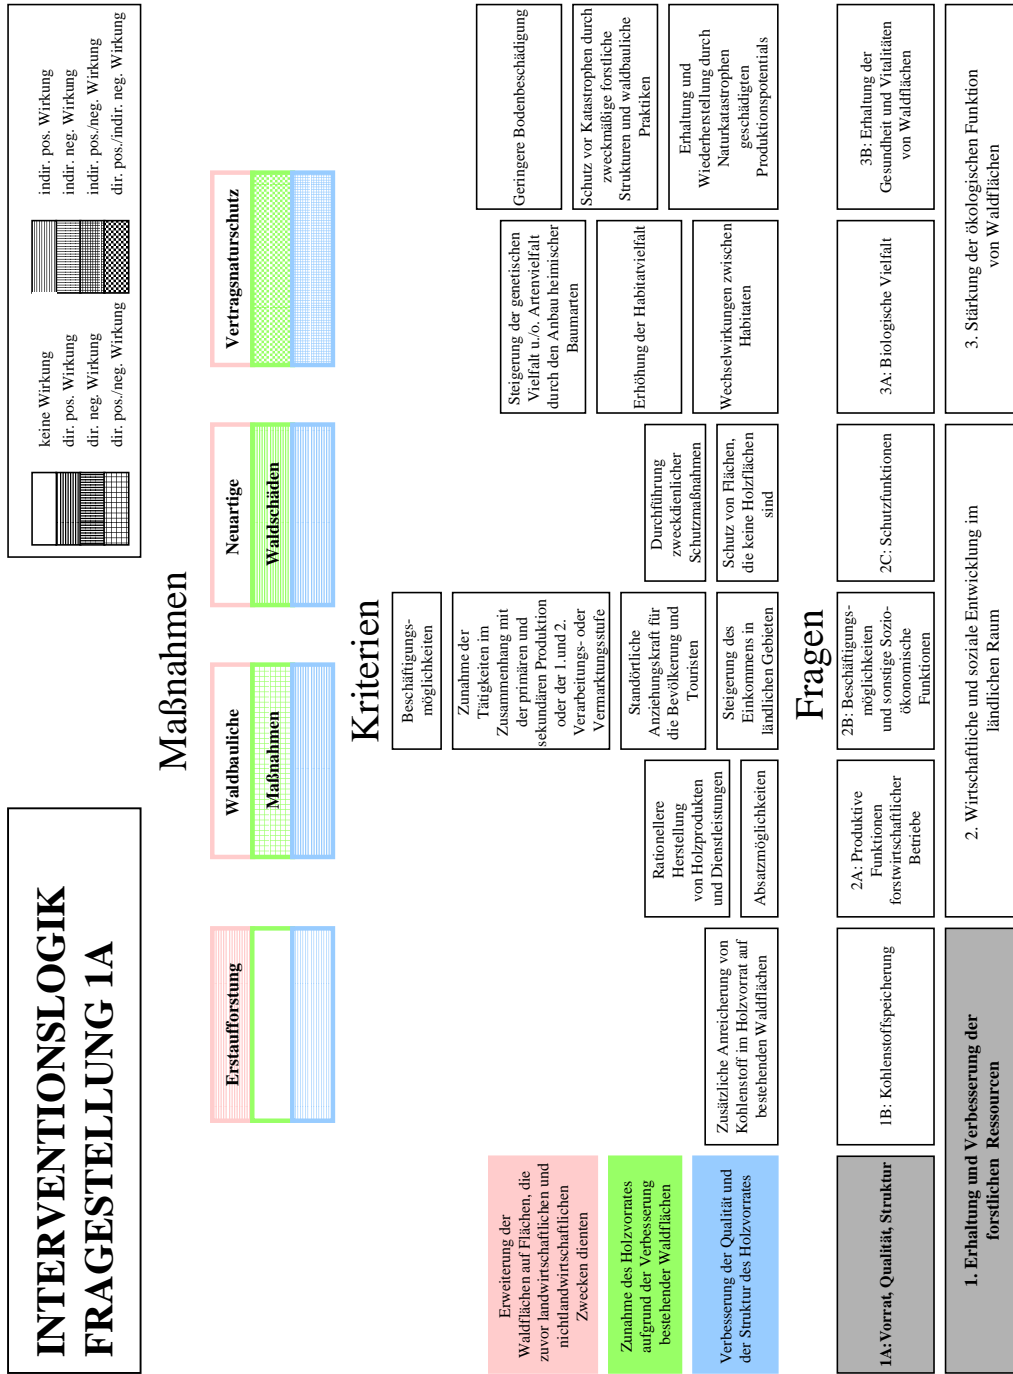 INTERVENTIONSLOGIK
FRAGESTELLUNG 1A
keine Wirkung
dir. pos. Wirkung
dir. neg. Wirkung
dir. pos./neg. Wirkung
indir. pos. Wirkung
indir. neg. Wirkung
indir. pos./neg. Wirkung
dir. pos./indir. neg. Wirkung
Maßnahmen
Erstaufforstung
Waldbauliche
Maßnahmen
Neuartige
Waldschäden
Vertragsnaturschutz
Kriterien
Erweiterung der
Waldflächen auf Flächen, die
zuvor landwirtschaftlichen und
nichtlandwirtschaftlichen
Zwecken dienten
Zunahme des Holzvorrates
aufgrund der Verbesserung
bestehender Waldflächen
Verbesserung der Qualität und
der Struktur des Holzvorrates
Zusätzliche Anreicherung von
Kohlenstoff im Holzvorrat auf
bestehenden Waldflächen
Rationellere
Herstellung
von Holzprodukten
und Dienstleistungen
Absatzmöglichkeiten
Beschäftigungs-
möglichkeiten
Zunahme der
Tätigkeiten im
Zusammenhang mit
der primären und
sekundären Produktion
oder der 1. und 2.
Verarbeitungs- oder
Vermarktungsstufe
Standörtliche
Anziehungskraft für
die Bevölkerung und
Touristen
Steigerung des
Einkommens in
ländlichen Gebieten
Durchführung
zweckdienlicher
Schutzmaßnahmen
Schutz von Flächen,
die keine Holzflächen
sind
Steigerung der genetischen
Vielfalt u./o. Artenvielfalt
durch den Anbau heimischer
Baumarten
Erhöhung der Habitatvielfalt
Wechselwirkungen zwischen
Habitaten
Geringere Bodenbeschädigung
Schutz vor Katastrophen durch
zweckmäßige forstliche
Strukturen und waldbauliche
Praktiken
Erhaltung und
Wiederherstellung durch
Naturkatastrophen
geschädigten
Produktionspotentials
Fragen
1A: Vorrat, Qualität, Struktur
1B: Kohlenstoffspeicherung
2A: Produktive
Funktionen
forstwirtschaftlicher
Betriebe
2B: Beschäftigungs-
möglichkeiten
und sonstige Sozio-
ökonomische
Funktionen
2C: Schutzfunktionen
3A: Biologische Vielfalt
3B: Erhaltung der
Gesundheit und Vitalitäten
von Waldflächen
1. Erhaltung und Verbesserung der
forstlichen Ressourcen
2. Wirtschaftliche und soziale Entwicklung im
ländlichen Raum
3. Stärkung der ökologischen Funktion
von Waldflächen